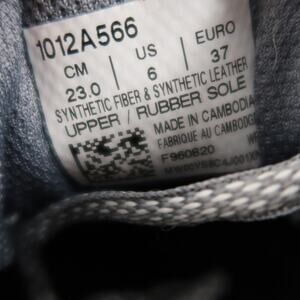 1012A566
CM | US | EURO
23.0 | 6 | 37
SYNTHETIC FIBER & SYNTHETIC LEATHER
UPPER / RUBBER SOLE
MADE IN CAMBODIA
FABRIQUE AU CAMBODGE
F960820